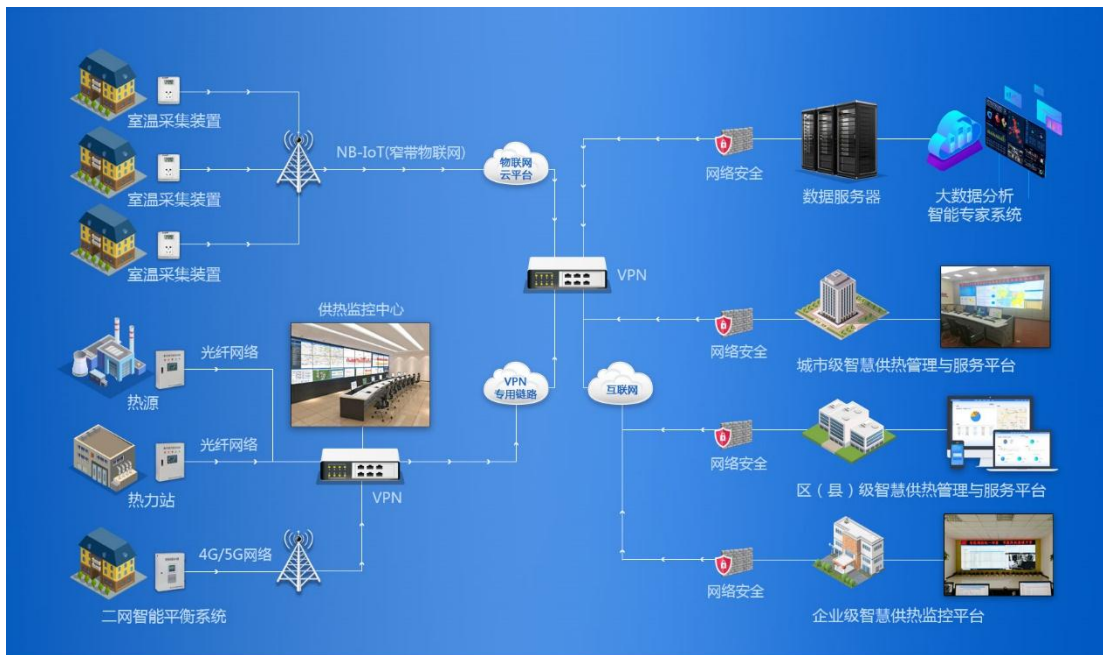 室温采集装置
室温采集装置
室温采集装置
NB-IoT(窄带物联网)
物联网
云平台
网络安全
数据服务器
大数据分析
智能专家系统
VPN
供热监控中心
光纤网络
热源
光纤网络
热力站
VPN
VPN
专用链路
互联网
4G/5G网络
二网智能平衡系统
网络安全
城市级智慧供热管理与服务平台
网络安全
区（县）级智慧供热管理与服务平台
网络安全
企业级智慧供热监控平台